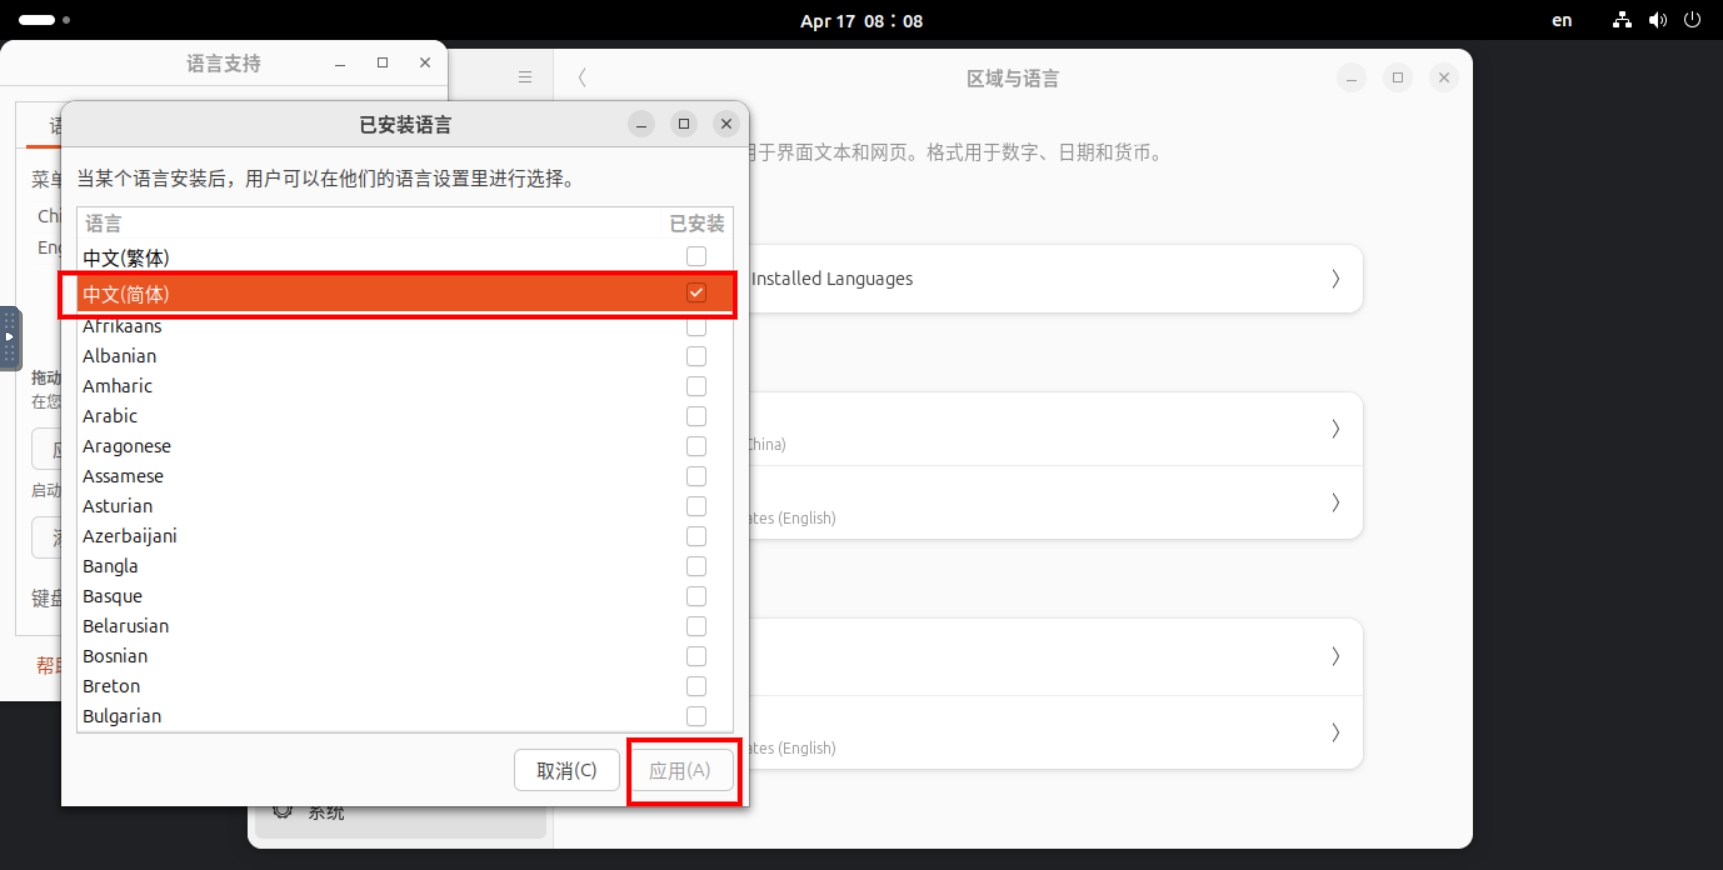 Apr 17 08:08
en
语言支持
区域与语言
已安装语言
用于界面文本和网页。格式用于数字、日期和货币。
菜单
当某个语言安装后，用户可以在他们的语言设置里进行选择。
Chi
Eng
语言 已安装
中文(繁体)
中文(简体)
Installed Languages
Afrikaans
Albanian
拖动
Amharic
在您
Arabic
Aragonese
China)
Assamese
启动
Asturian
ates (English)
Azerbaijani
Bangla
Basque
键盘
Belarusian
Bosnian
帮助
Breton
Bulgarian
ates (English)
取消(C) 应用(A)
系统